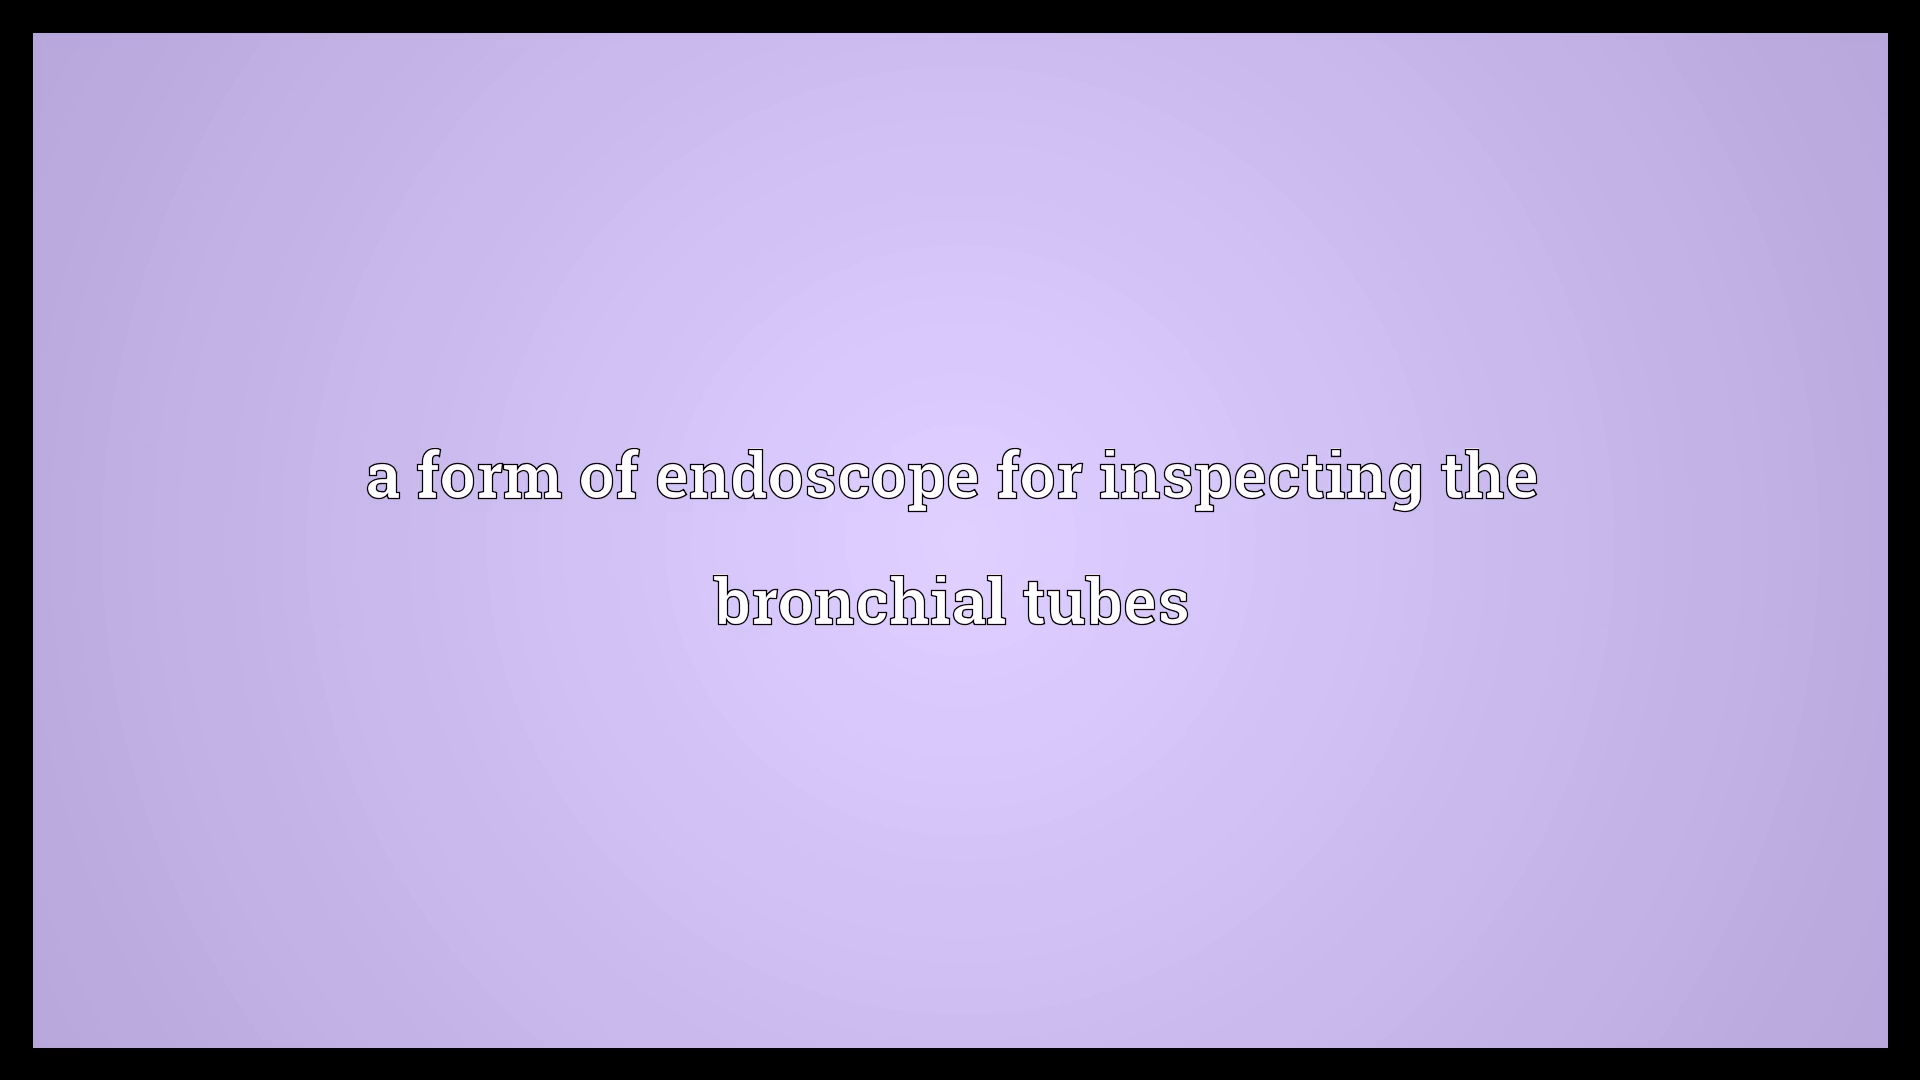 a form of endoscope for inspecting the
bronchial tubes